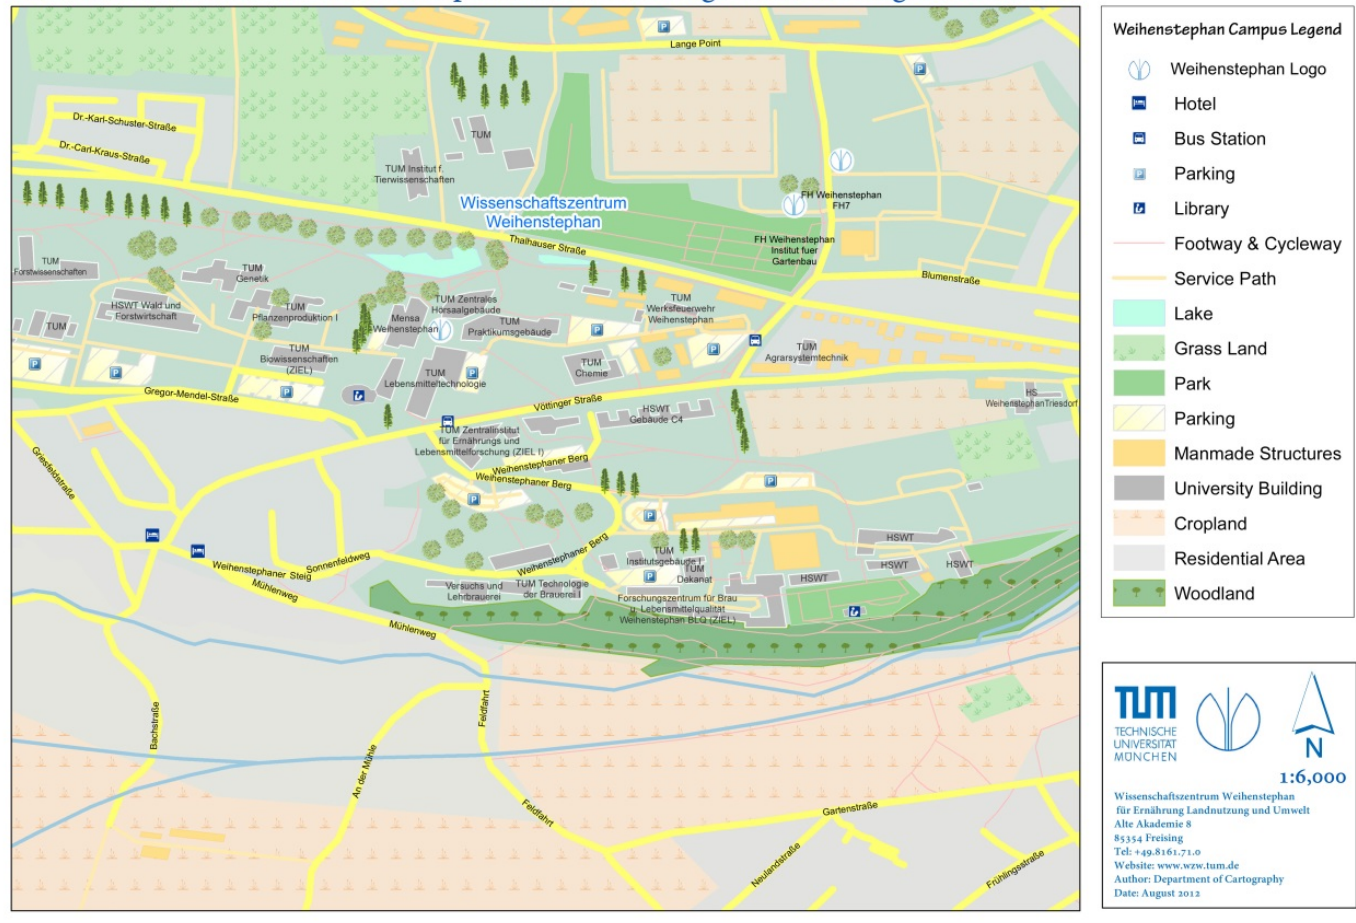 Lange Point
Dr.-Karl-Schuster-Straße
Dr.-Carl-Kraus-Straße
TUM
TUM Institut f.
Tierwissenschaften
Wissenschaftszentrum
Weihenstephan
Thalhauser Straße
FH Weihenstephan
FH7
FH Weihenstephan
Institut fuer
Gartenbau
Blumenstraße
TUM
Forstwissenschaften
TUM
Genetik
HSWT Wald und
Forstwirtschaft
TUM
TUM
Pflanzenproduktion I
Mensa
Weihenstephan
TUM Zentrales
Hörsaalgebäude
TUM
Praktikumsgebäude
TUM
Werksfeuerwehr
Weihenstephan
TUM
Biowissenschaften
(ZIEL)
TUM
Lebensmitteltechnologie
TUM
Chemie
TUM
Agrarsystemtechnik
HS
WeihenstephanTriesdorf
Gregor-Mendel-Straße
Vöttinger Straße
HSWT
Gebäude C4
TUM Zentralinstitut
für Ernährungs und
Lebensmittelforschung (ZIEL I)
Weihenstephaner Berg
Weihenstephaner Berg
Griesfeldstraße
Weihenstephaner Steig
Sonnenfeldweg
Weihenstephaner Berg
Mühlenweg
Mühlenweg
Versuchs und
Lehrbrauerei
TUM Technologie
der Brauerei I
TUM
Institutsgebäude I
TUM
Dekanat
Forschungszentrum für Brau
u. Lebensmittelqualität
Weihenstephan BLQ (ZIEL)
HSWT
HSWT
HSWT
HSWT
Bachstraße
An der Mühle
Feldfahrt
Feldfahrt
Gartenstraße
Neulandstraße
Frühlingsstraße
Weihenstephan Campus Legend
Weihenstephan Logo
Hotel
Bus Station
P Parking
Library
Footway & Cycleway
Service Path
Lake
Grass Land
Park
Parking
Manmade Structures
University Building
Cropland
Residential Area
Woodland
TUM
TECHNISCHE
UNIVERSITÄT
MÜNCHEN
N
1:6,000
Wissenschaftszentrum Weihenstephan
für Ernährung Landnutzung und Umwelt
Alte Akademie 8
85354 Freising
Tel: +49.8161.71.0
Website: www.wzw.tum.de
Author: Department of Cartography
Date: August 2012